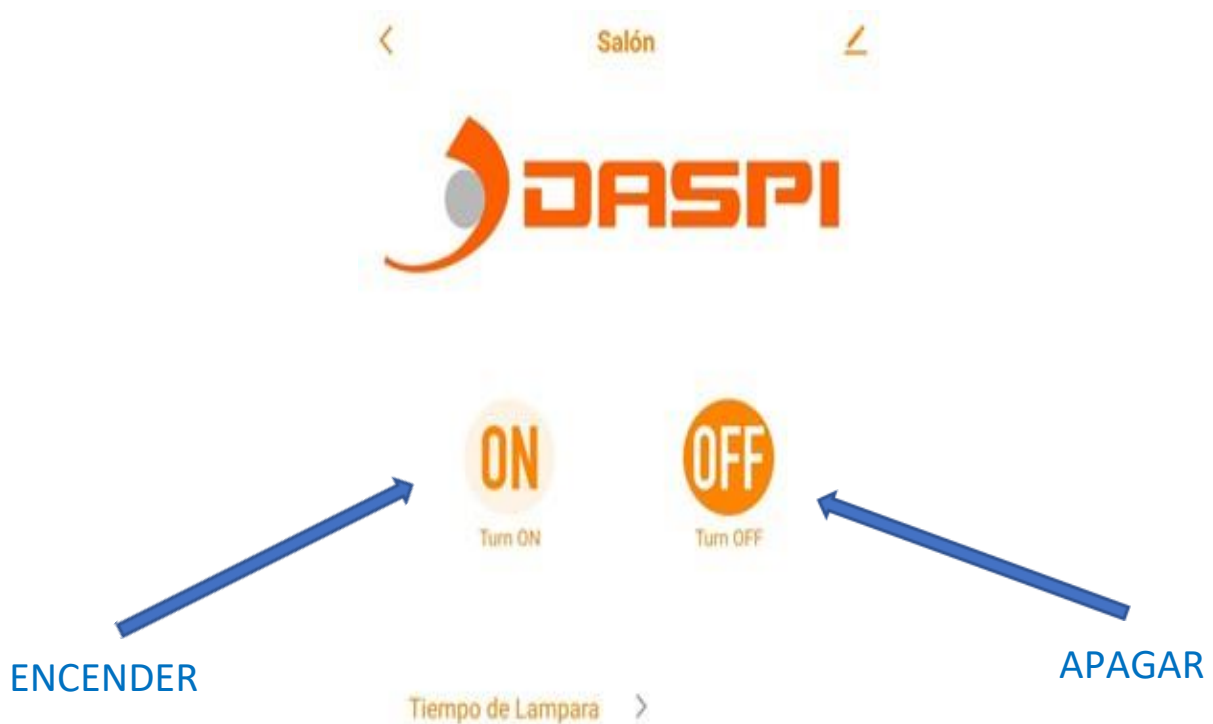 Salón
DASPI
ON
OFF
Turn ON
Turn OFF
ENCENDER
APAGAR
Tiempo de Lampara